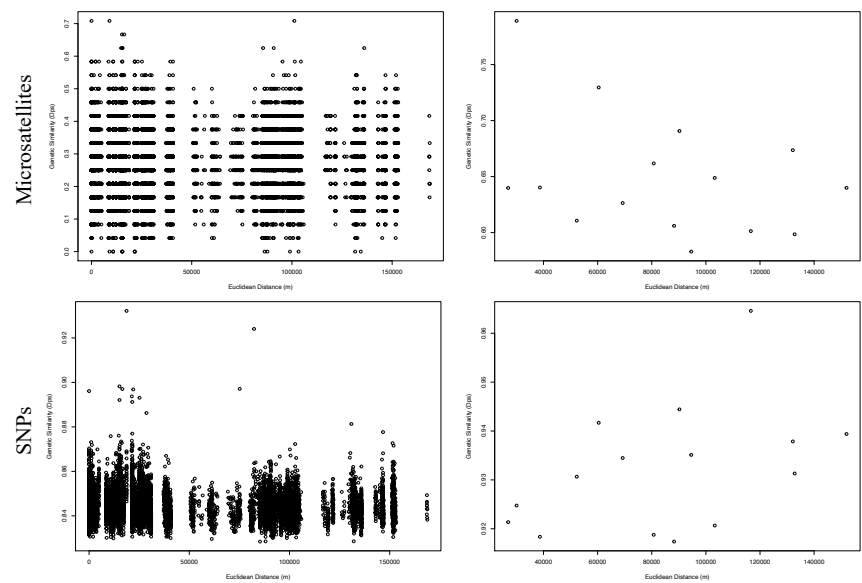 Microsatellites
Genetic Similarity (Dps)
0.0 0.1 0.2 0.3 0.4 0.5 0.6 0.7
0 50000 100000 150000
Euclidean Distance (m)
Genetic Similarity (Dps)
0.60 0.65 0.70 0.75
40000 60000 80000 100000 120000 140000
Euclidean Distance (m)
SNPs
Genetic Similarity (Dps)
0.84 0.86 0.88 0.90 0.92
0 50000 100000 150000
Euclidean Distance (m)
Genetic Similarity (Dps)
0.92 0.93 0.94 0.95 0.96
40000 60000 80000 100000 120000 140000
Euclidean Distance (m)